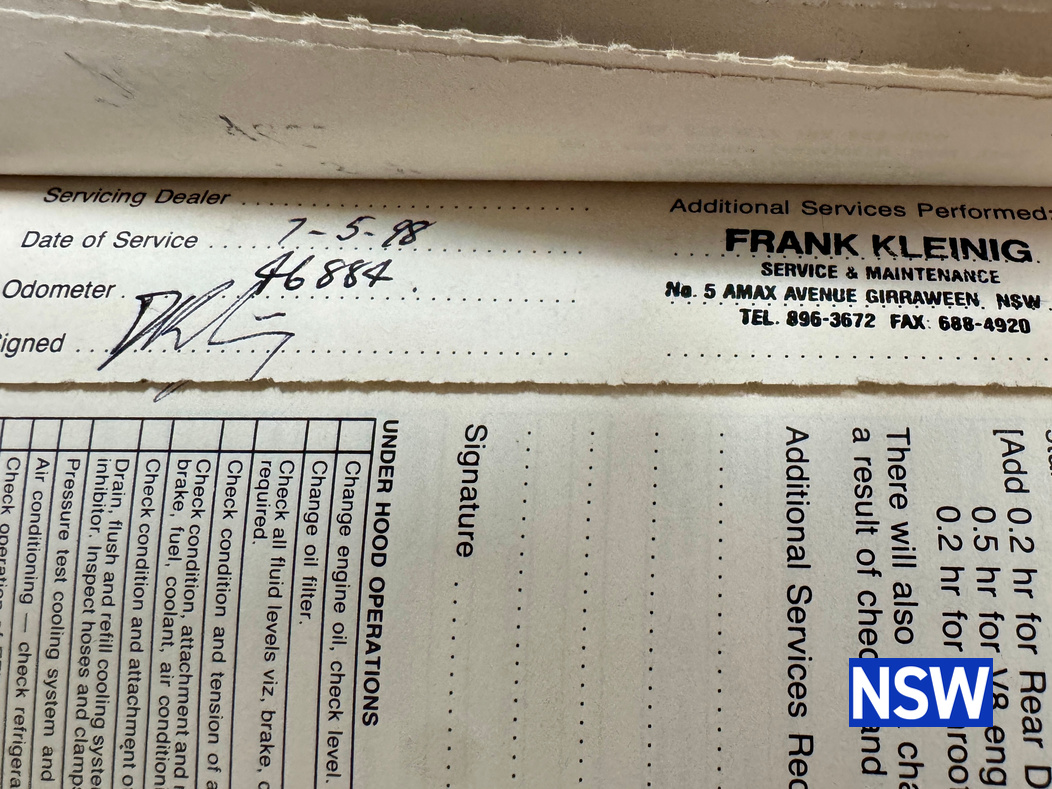 Servicing Dealer
Date of Service 7-5-98
Odometer 46884
Signed
Additional Services Performed:
FRANK KLEINIG.
SERVICE & MAINTENANCE
No. 5 AMAX AVENUE GIRRAWEEN. NSW
TEL. 896-3672 FAX: 688-4920
[Add 0.2 hr for Rear
0.5 hr for V8
0.2 hr for
There will also
a result of and
Additional Services
Signature
UNDER HOOD OPERATIONS
Change engine oil, check level.
Change oil filter.
Check all fluid levels viz, brake,
required.
Check condition and tension of
Check condition, attachment and
brake, fuel, coolant, air condition
Check condition and attachment
Drain, flush and refill cooling
inhibitor. Inspect hoses and clamps
Pressure test cooling system and
Air conditioning — check
Check
NSW